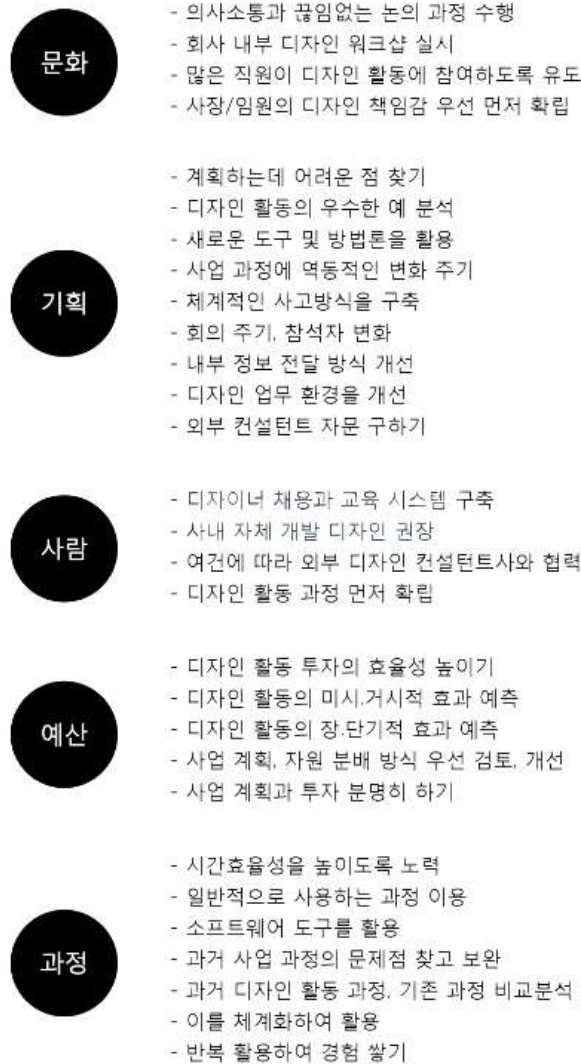 문화
- 의사소통과 끊임없는 논의 과정 수행
- 회사 내부 디자인 워크샵 실시
- 많은 직원이 디자인 활동에 참여하도록 유도
- 사장/임원의 디자인 책임감 우선 먼저 확립
기획
- 계획하는데 어려운 점 찾기
- 디자인 활동의 우수한 예 분석
- 새로운 도구 및 방법론을 활용
- 사업 과정에 역동적인 변화 주기
- 체계적인 사고방식을 구축
- 회의 주기, 참석자 변화
- 내부 정보 전달 방식 개선
- 디자인 업무 환경을 개선
- 외부 컨설턴트 자문 구하기
사람
- 디자이너 채용과 교육 시스템 구축
- 사내 자체 개발 디자인 권장
- 여건에 따라 외부 디자인 컨설턴트사와 협력
- 디자인 활동 과정 먼저 확립
예산
- 디자인 활동 투자의 효율성 높이기
- 디자인 활동의 미시.거시적 효과 예측
- 디자인 활동의 장.단기적 효과 예측
- 사업 계획, 자원 분배 방식 우선 검토, 개선
- 사업 계획과 투자 분명히 하기
과정
- 시간효율성을 높이도록 노력
- 일반적으로 사용하는 과정 이용
- 소프트웨어 도구를 활용
- 과거 사업 과정의 문제점 찾고 보완
- 과거 디자인 활동 과정, 기존 과정 비교분석
- 이를 체계화하여 활용
- 반복 활용하여 경험 쌓기